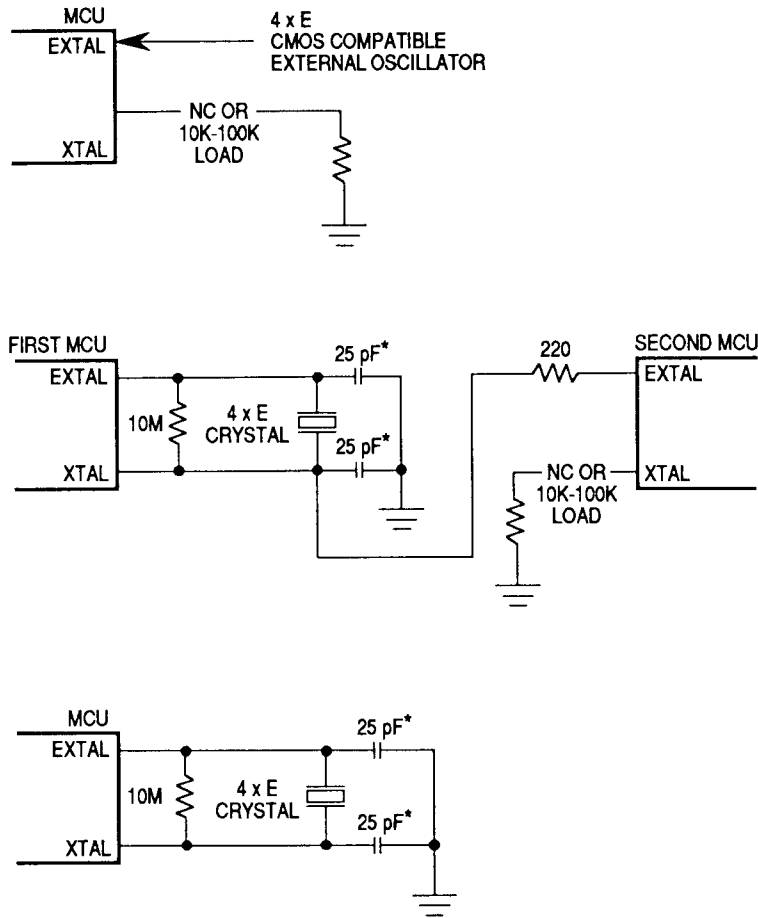 MCU
EXTAL
4 x E
CMOS COMPATIBLE
EXTERNAL OSCILLATOR
NC OR
10K-100K
LOAD
XTAL
FIRST MCU
EXTAL
10M
4 x E
CRYSTAL
25 pF*
25 pF*
XTAL
220
SECOND MCU
EXTAL
NC OR
10K-100K
LOAD
XTAL
MCU
EXTAL
10M
4 x E
CRYSTAL
25 pF*
25 pF*
XTAL